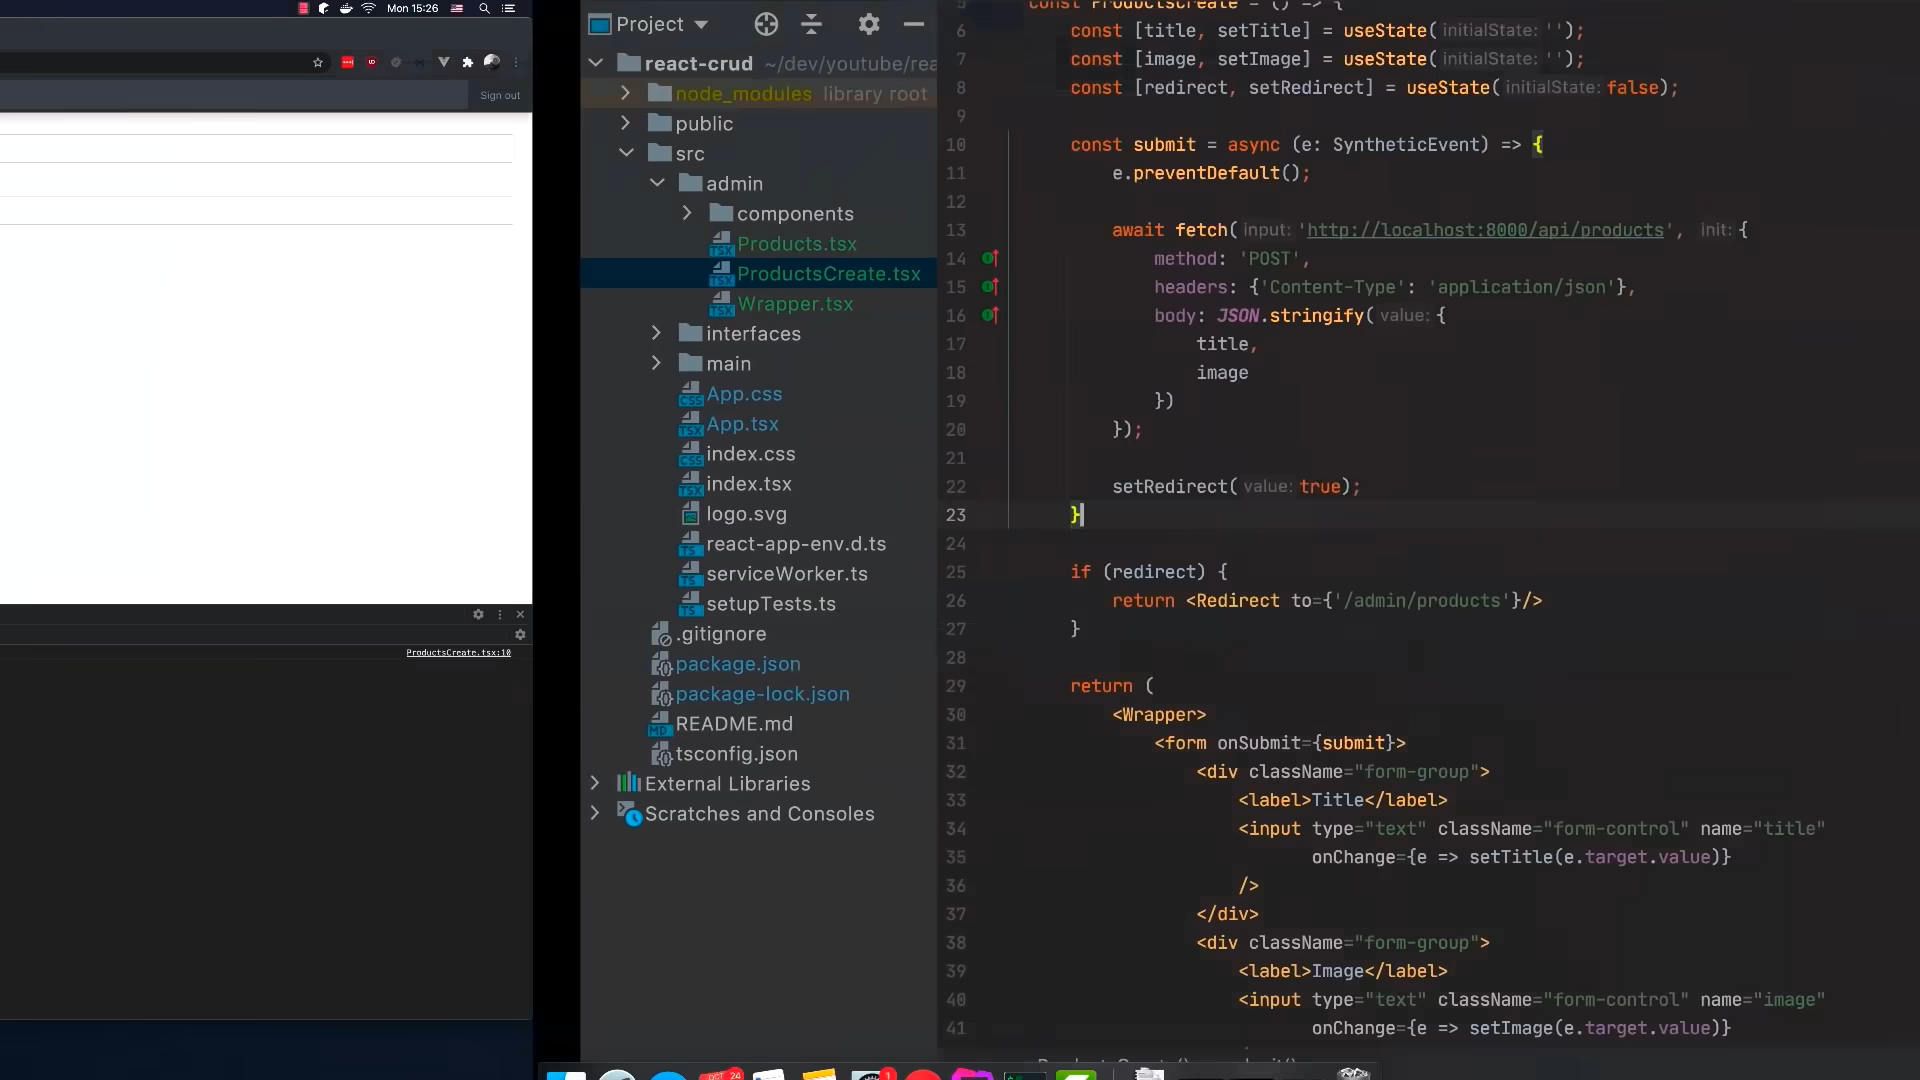 Mon 15:26
Sign out
ProductsCreate.tsx:10
Project
react-crud ~/dev/youtube/rea
node_modules library root
public
src
admin
components
Products.tsx
ProductsCreate.tsx
Wrapper.tsx
interfaces
main
App.css
App.tsx
index.css
index.tsx
logo.svg
react-app-env.d.ts
serviceWorker.ts
setupTests.ts
.gitignore
package.json
package-lock.json
README.md
tsconfig.json
External Libraries
Scratches and Consoles
5 const ProductsCreate = () => {
6 const [title, setTitle] = useState( initialState: '');
7 const [image, setImage] = useState( initialState: '');
8 const [redirect, setRedirect] = useState( initialState: false);
9
10 const submit = async (e: SyntheticEvent) => {
11 e.preventDefault();
12
13 await fetch( input: 'http://localhost:8000/api/products', init: {
14 method: 'POST',
15 headers: {'Content-Type': 'application/json'},
16 body: JSON.stringify( value: {
17 title,
18 image
19 })
20 });
21
22 setRedirect( value: true);
23 }
24
25 if (redirect) {
26 return <Redirect to={'/admin/products'}/>
27 }
28
29 return (
30 <Wrapper>
31 <form onSubmit={submit}>
32 <div className="form-group">
33 <label>Title</label>
34 <input type="text" className="form-control" name="title"
35 onChange={e => setTitle(e.target.value)}
36 />
37 </div>
38 <div className="form-group">
39 <label>Image</label>
40 <input type="text" className="form-control" name="image"
41 onChange={e => setImage(e.target.value)}
OCT 24
1